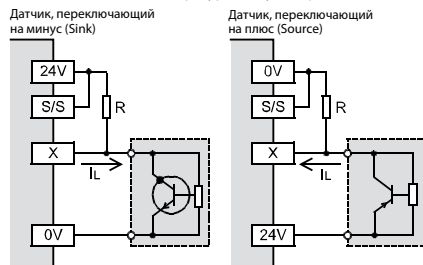 Датчик, переключающий
на минус (Sink)
24V
S/S
R
X
IL
0V
Датчик, переключающий
на плюс (Source)
0V
S/S
R
X
IL
24V